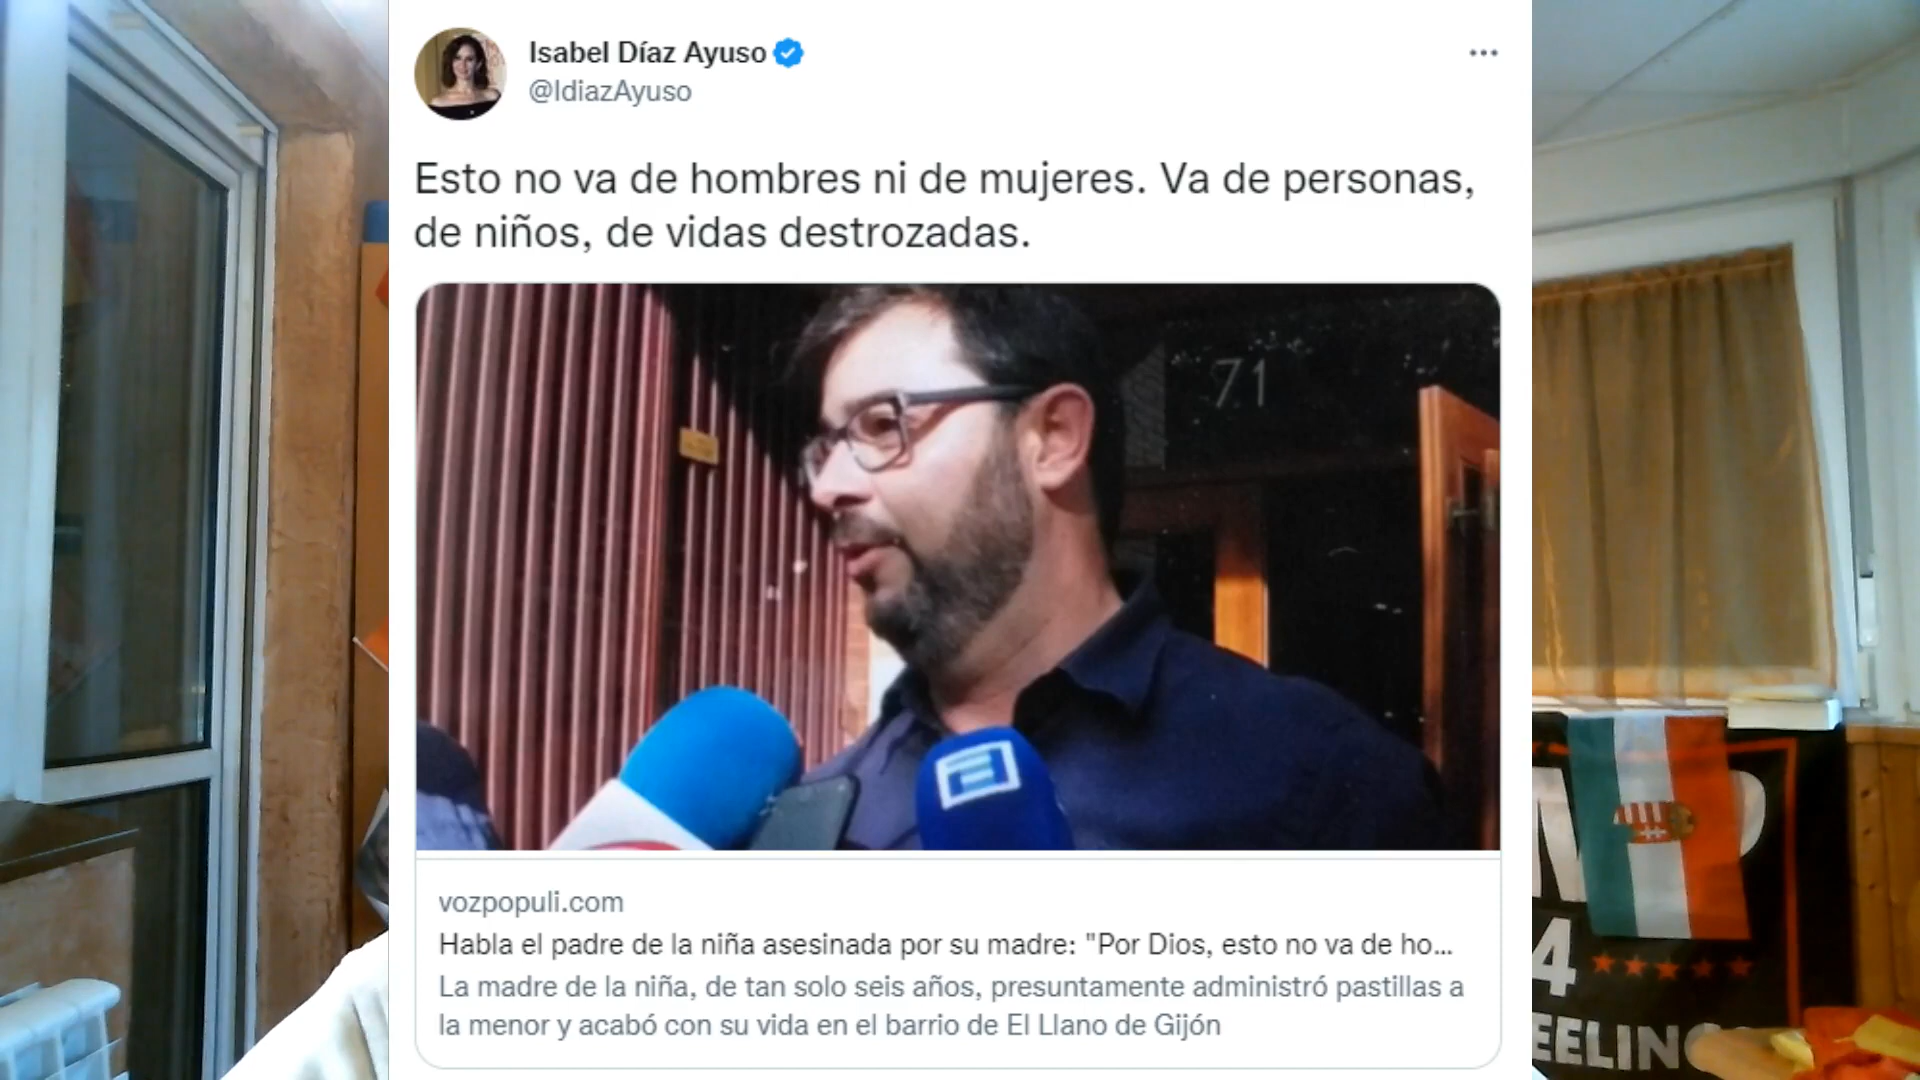 Isabel Díaz Ayuso
@IdiazAyuso
Esto no va de hombres ni de mujeres. Va de personas,
de niños, de vidas destrozadas.
71
vozpopuli.com
Habla el padre de la niña asesinada por su madre: "Por Dios, esto no va de ho...
La madre de la niña, de tan solo seis años, presuntamente administró pastillas a
la menor y acabó con su vida en el barrio de El Llano de Gijón
4
EELIN